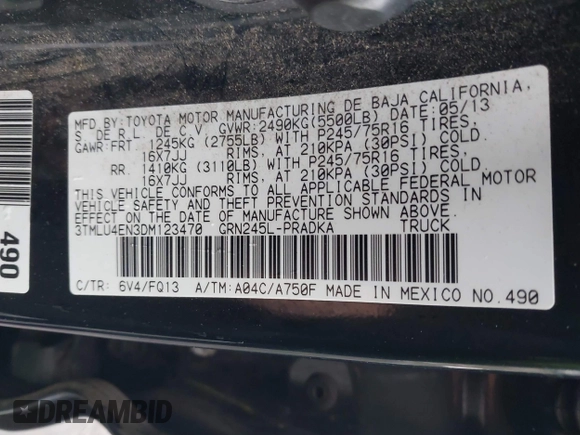 MFD.BY:TOYOTA MOTOR MANUFACTURING DE BAJA CALIFORNIA,
S. DE R.L. DE C.V. GVWR:2490KG(5500LB) DATE:05/13
GAWR:FRT. 1245KG (2755LB) WITH P245/75R16 TIRES,
16X7JJ RIMS, AT 210KPA (30PSI) COLD.
RR. 1410KG (3110LB) WITH P245/75R16 TIRES,
16X7JJ RIMS, AT 210KPA (30PSI) COLD.
THIS VEHICLE CONFORMS TO ALL APPLICABLE FEDERAL MOTOR
VEHICLE SAFETY AND THEFT PREVENTION STANDARDS IN
EFFECT ON THE DATE OF MANUFACTURE SHOWN ABOVE.
3TMLU4EN3DM123470 GRN245L-PRADKA TRUCK
C/TR: 6V4/FQ13 A/TM:A04C/A750F MADE IN MEXICO NO.490
490
DREAMBID